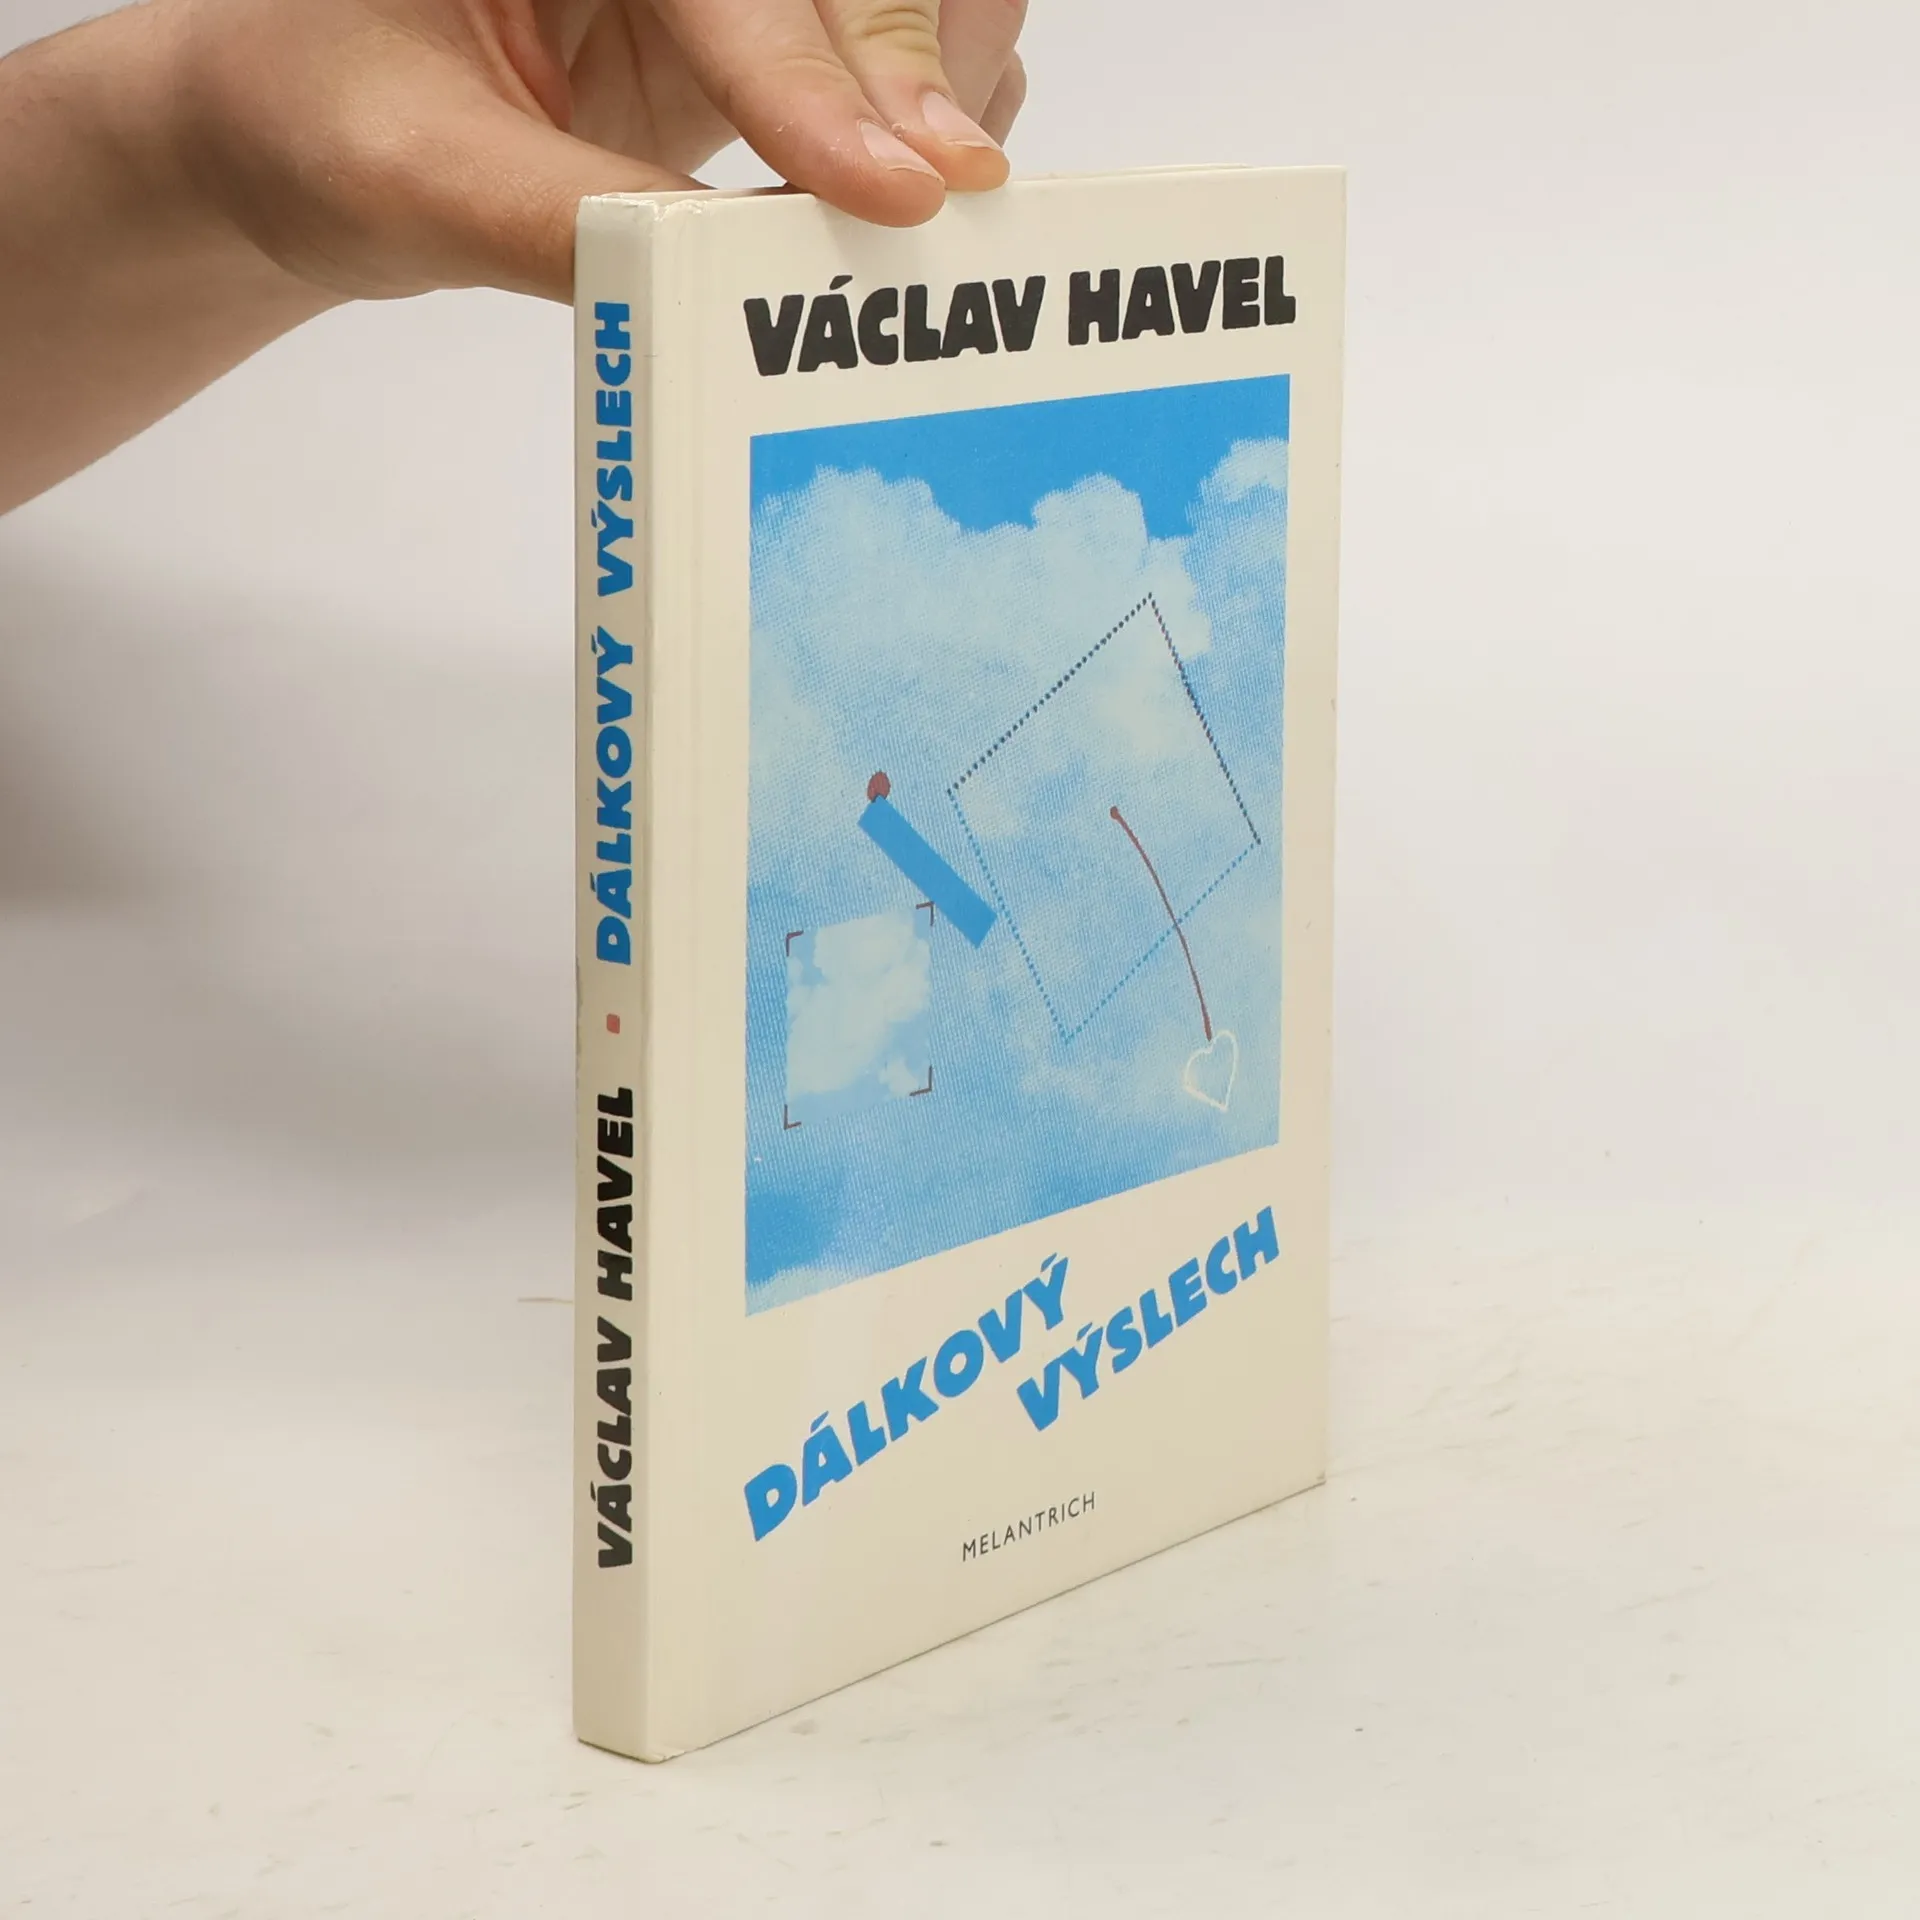 VÁCLAV HAVEL
DÁLKOVÝ
VÝSLECH
MELANTRICH
VÁCLAV HAVEL ▪ DÁLKOVÝ VÝSLECH